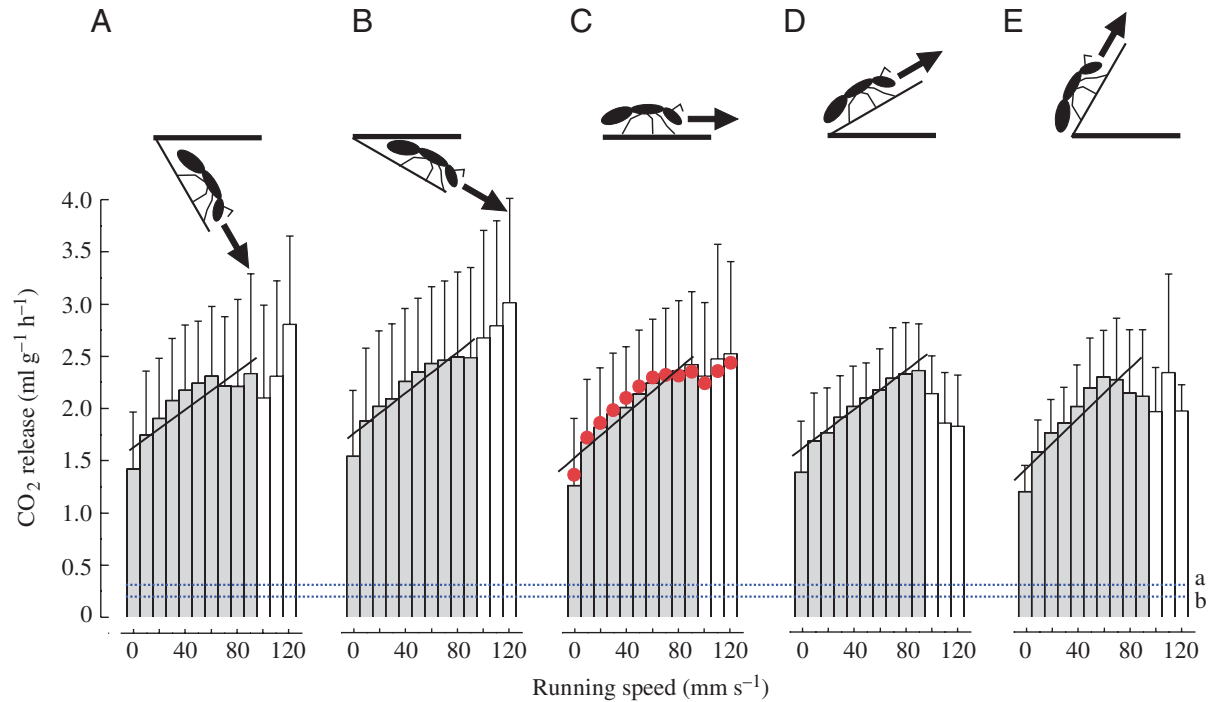 A B C D E
4.0
3.5
3.0
2.5
2.0
1.5
1.0
0.5
0
CO₂ release (ml g⁻¹ h⁻¹)
a
b
0 40 80 120 0 40 80 120 0 40 80 120 0 40 80 120 0 40 80 120
Running speed (mm s⁻¹)